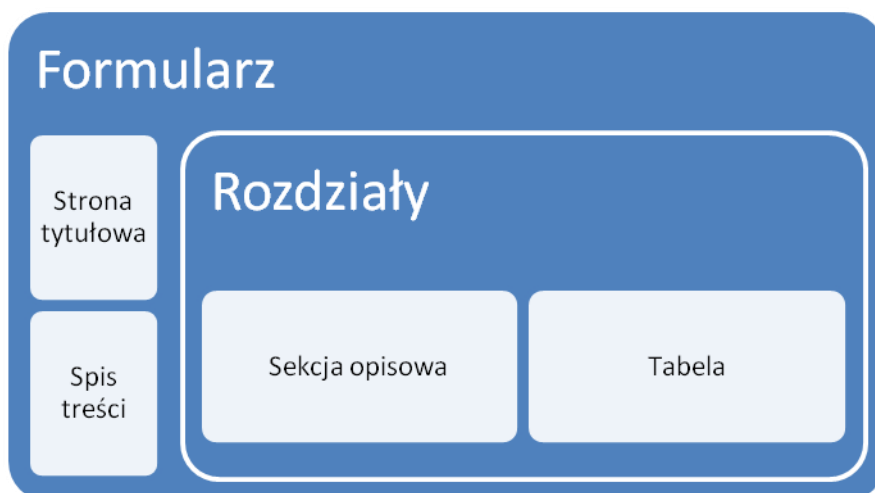 Formularz
Strona
tytułowa
Spis
treści
Rozdziały
Sekcja opisowa
Tabela